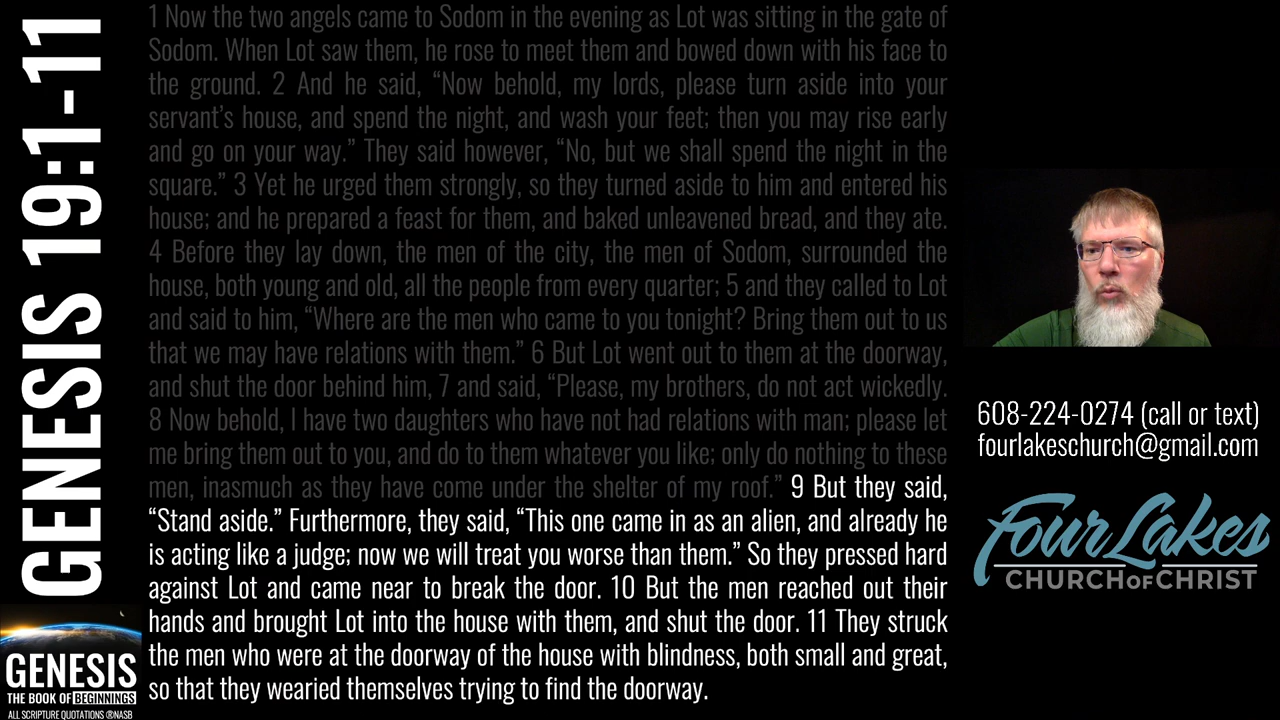 GENESIS 19:1-11
1 Now the two angels came to Sodom in the evening as Lot was sitting in the gate of
Sodom. When Lot saw them, he rose to meet them and bowed down with his face to
the ground. 2 And he said, “Now behold, my lords, please turn aside into your
servant’s house, and spend the night, and wash your feet; then you may rise early
and go on your way.” They said however, “No, but we shall spend the night in the
square.” 3 Yet he urged them strongly, so they turned aside to him and entered his
house; and he prepared a feast for them, and baked unleavened bread, and they ate.
4 Before they lay down, the men of the city, the men of Sodom, surrounded the
house, both young and old, all the people from every quarter; 5 and they called to Lot
and said to him, “Where are the men who came to you tonight? Bring them out to us
that we may have relations with them.” 6 But Lot went out to them at the doorway,
and shut the door behind him, 7 and said, “Please, my brothers, do not act wickedly.
8 Now behold, I have two daughters who have not had relations with man; please let
me bring them out to you, and do to them whatever you like; only do nothing to these
men, inasmuch as they have come under the shelter of my roof.” 9 But they said,
“Stand aside.” Furthermore, they said, “This one came in as an alien, and already he
is acting like a judge; now we will treat you worse than them.” So they pressed hard
against Lot and came near to break the door. 10 But the men reached out their
hands and brought Lot into the house with them, and shut the door. 11 They struck
the men who were at the doorway of the house with blindness, both small and great,
so that they wearied themselves trying to find the doorway.
GENESIS
THE BOOK OF BEGINNINGS
ALL SCRIPTURE QUOTATIONS ®NASB
608-224-0274 (call or text)
fourlakeschurch@gmail.com
Four Lakes
CHURCH OF CHRIST